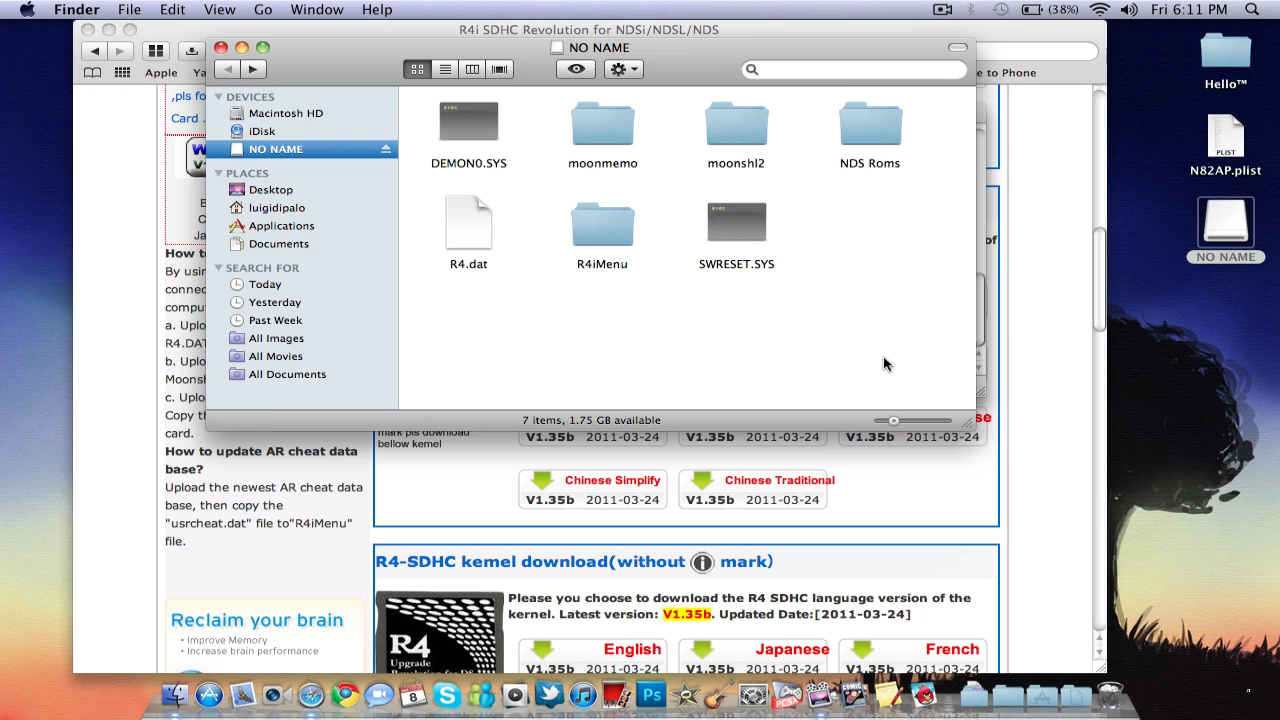 Finder File Edit View Go Window Help
(38%) Fri 6:11 PM
R4i SDHC Revolution for NDSi/NDSL/NDS
NO NAME
Apple
Ya
e to Phone
DEVICES
Macintosh HD
iDisk
NO NAME
PLACES
Desktop
luigidipalo
Applications
Documents
SEARCH FOR
Today
Yesterday
Past Week
All Images
All Movies
All Documents
DEMON0.SYS
moonmemo
moonshl2
NDS Roms
R4.dat
R4iMenu
SWRESET.SYS
7 items, 1.75 GB available
Hello™
PLIST
N82AP.plist
NO NAME
,pls fo
Card .
How to
By usin
connec
compu
a. Uplo
R4.DAT
b. Uplo
Moonsh
c. Uplo
Copy t
card.
How to update AR cheat data
base?
Upload the newest AR cheat data
base, then copy the
"usrcheat.dat" file to"R4iMenu"
file.
Reclaim your brain
• Improve Memory
• Increase brain performance
of
se
mark pls download
bellow kernel
V1.35b 2011-03-24
V1.35b 2011-03-24
V1.35b 2011-03-24
Chinese Simplify
V1.35b 2011-03-24
Chinese Traditional
V1.35b 2011-03-24
R4-SDHC kernel download(without i mark)
Please you choose to download the R4 SDHC language version of the
kernel. Latest version: V1.35b. Updated Date:[2011-03-24]
R4
Upgrade
English
V1.35b 2011-03-24
Japanese
V1.35b 2011-03-24
French
V1.35b 2011-03-24